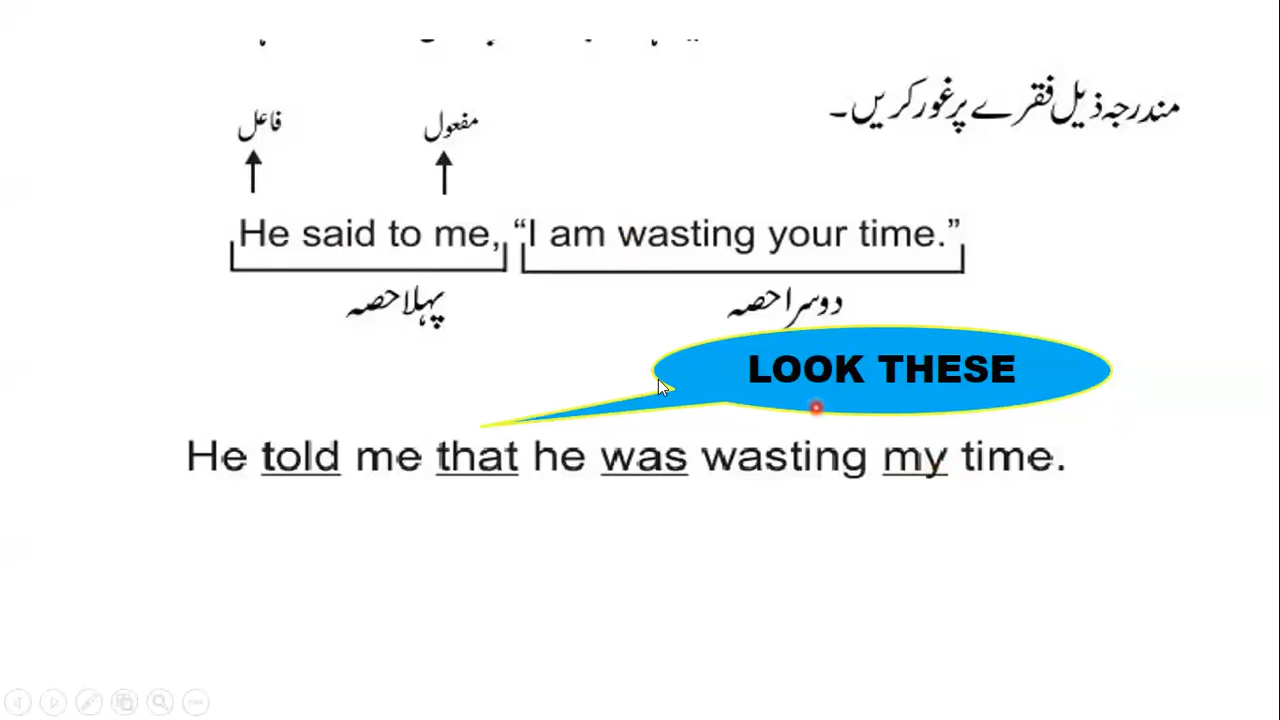 مندرجہ ذیل فقرے پر غور کریں۔
فاعل مفعول
He said to me, “I am wasting your time.”
پہلا حصہ دوسرا حصہ
LOOK THESE
He told me that he was wasting my time.